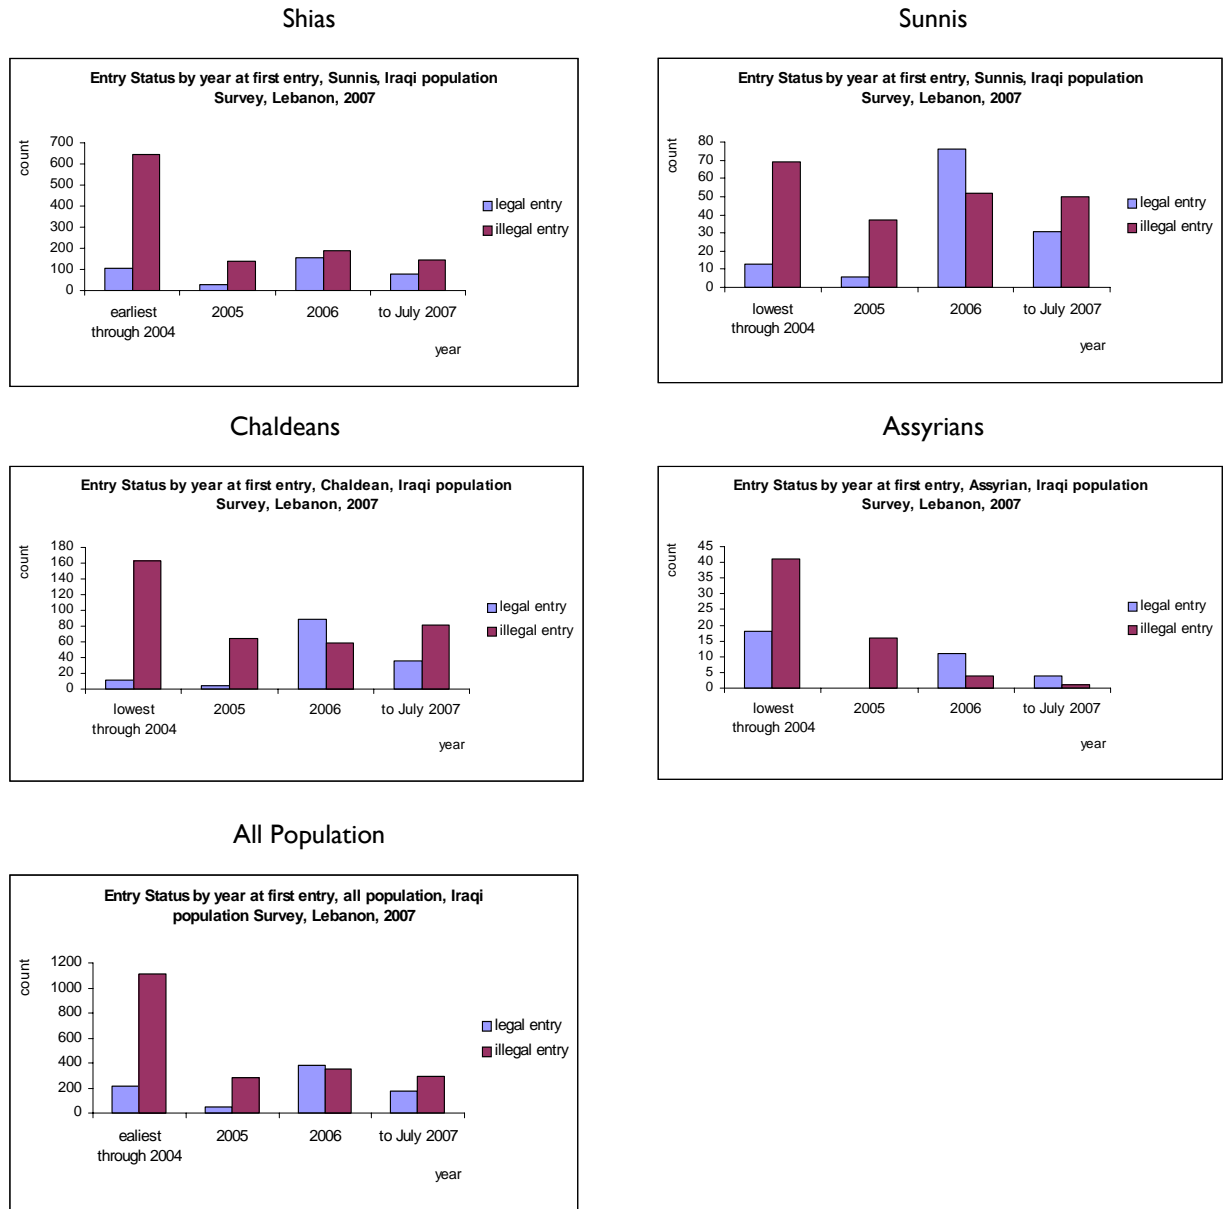 Shias
Entry Status by year at first entry, Sunnis, Iraqi population
Survey, Lebanon, 2007
count
700
600
500
400
300
200
100
0
earliest
through 2004
2005
2006
to July 2007
year
legal entry
illegal entry
Sunnis
Entry Status by year at first entry, Sunnis, Iraqi population
Survey, Lebanon, 2007
count
80
70
60
50
40
30
20
10
0
lowest
through 2004
2005
2006
to July 2007
year
legal entry
illegal entry
Chaldeans
Entry Status by year at first entry, Chaldean, Iraqi population
Survey, Lebanon, 2007
count
180
160
140
120
100
80
60
40
20
0
lowest
through 2004
2005
2006
to July 2007
year
legal entry
illegal entry
Assyrians
Entry Status by year at first entry, Assyrian, Iraqi population
Survey, Lebanon, 2007
count
45
40
35
30
25
20
15
10
5
0
lowest
through 2004
2005
2006
to July 2007
year
legal entry
illegal entry
All Population
Entry Status by year at first entry, all population, Iraqi
population Survey, Lebanon, 2007
count
1200
1000
800
600
400
200
0
ealiest
through 2004
2005
2006
to July 2007
year
legal entry
illegal entry